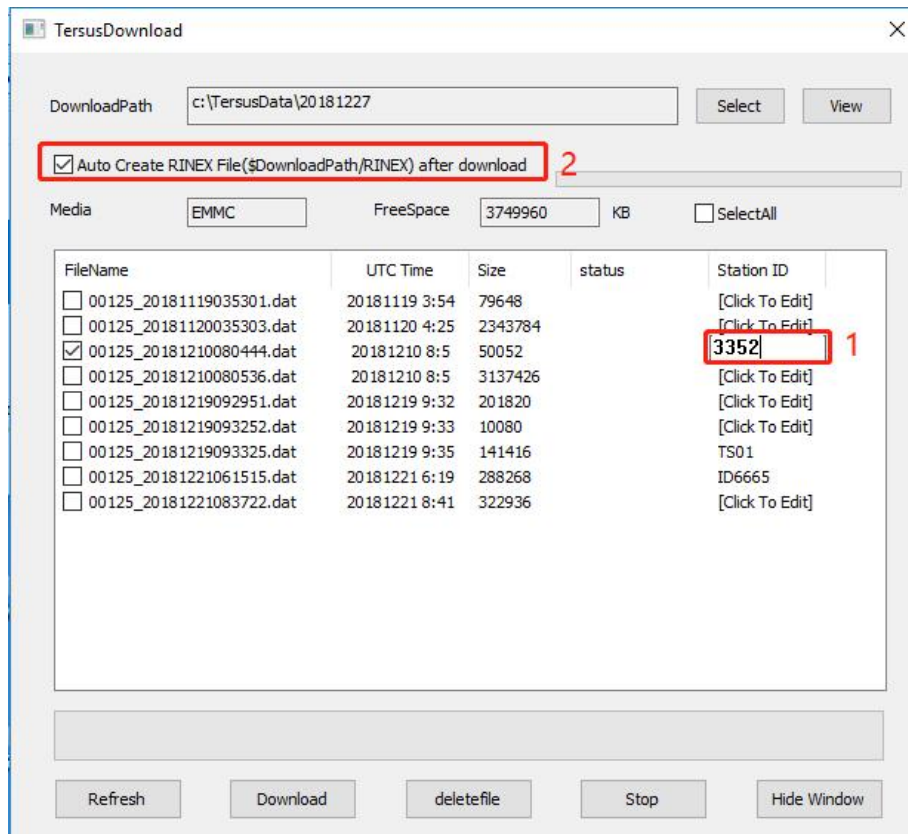 TersusDownload
DownloadPath c:\TersusData\20181227 Select View
Auto Create RINEX File($DownloadPath/RINEX) after download 2
Media EMMC FreeSpace 3749960 KB SelectAll
FileName UTC Time Size status Station ID
00125_20181119035301.dat 20181119 3:54 79648 [Click To Edit]
00125_20181120035303.dat 20181120 4:25 2343784 [Click To Edit]
00125_20181210080444.dat 20181210 8:5 50052 3352 1
00125_20181210080536.dat 20181210 8:5 3137426 [Click To Edit]
00125_20181219092951.dat 20181219 9:32 201820 [Click To Edit]
00125_20181219093252.dat 20181219 9:33 10080 [Click To Edit]
00125_20181219093325.dat 20181219 9:35 141416 TS01
00125_20181221061515.dat 20181221 6:19 288268 ID6665
00125_20181221083722.dat 20181221 8:41 322936 [Click To Edit]
Refresh Download deletefile Stop Hide Window